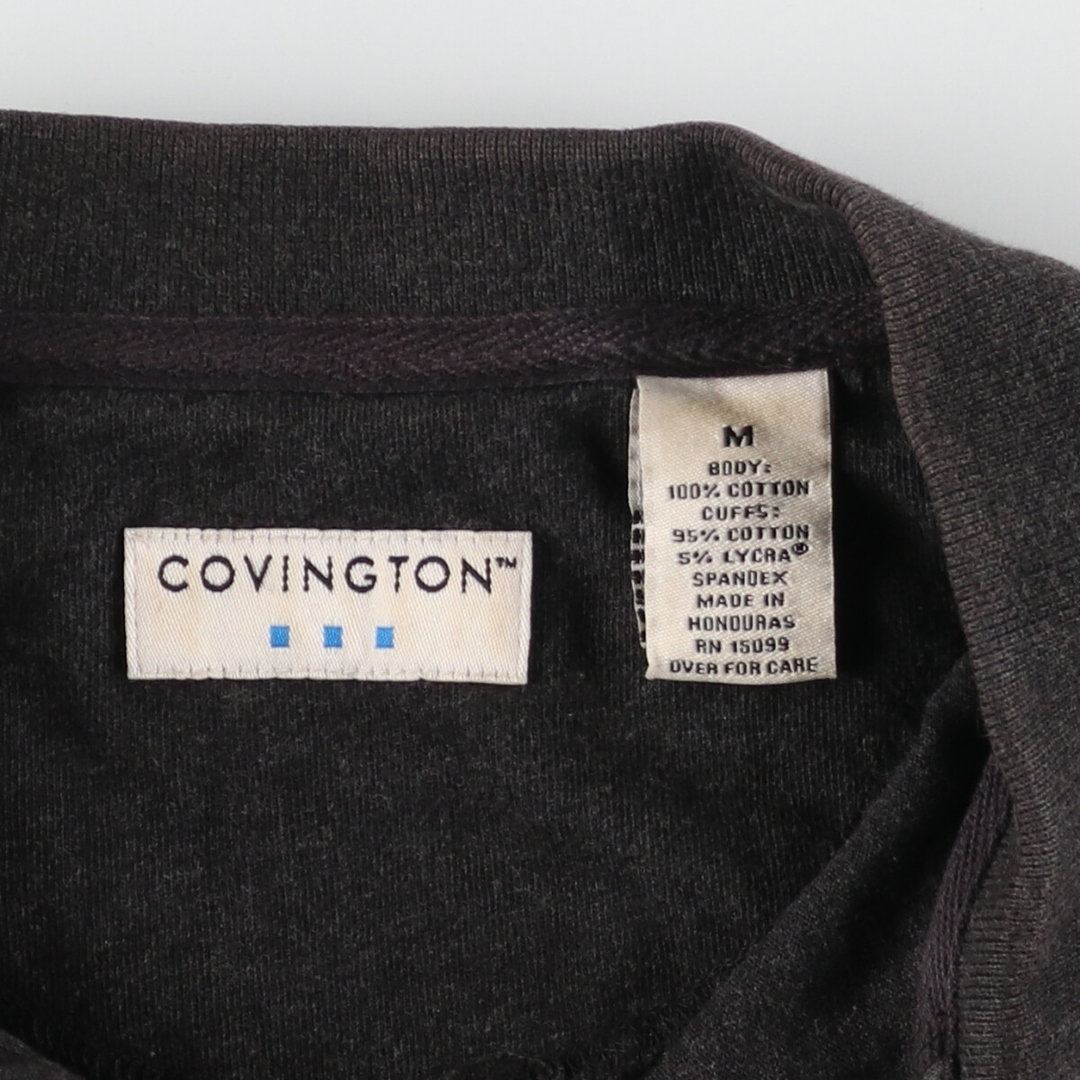 COVINGTON™
M
BODY:
100% COTTON
CUFFS:
95% COTTON
5% LYCRA®
SPANDEX
MADE IN
HONDURAS
RN 15099
OVER FOR CARE